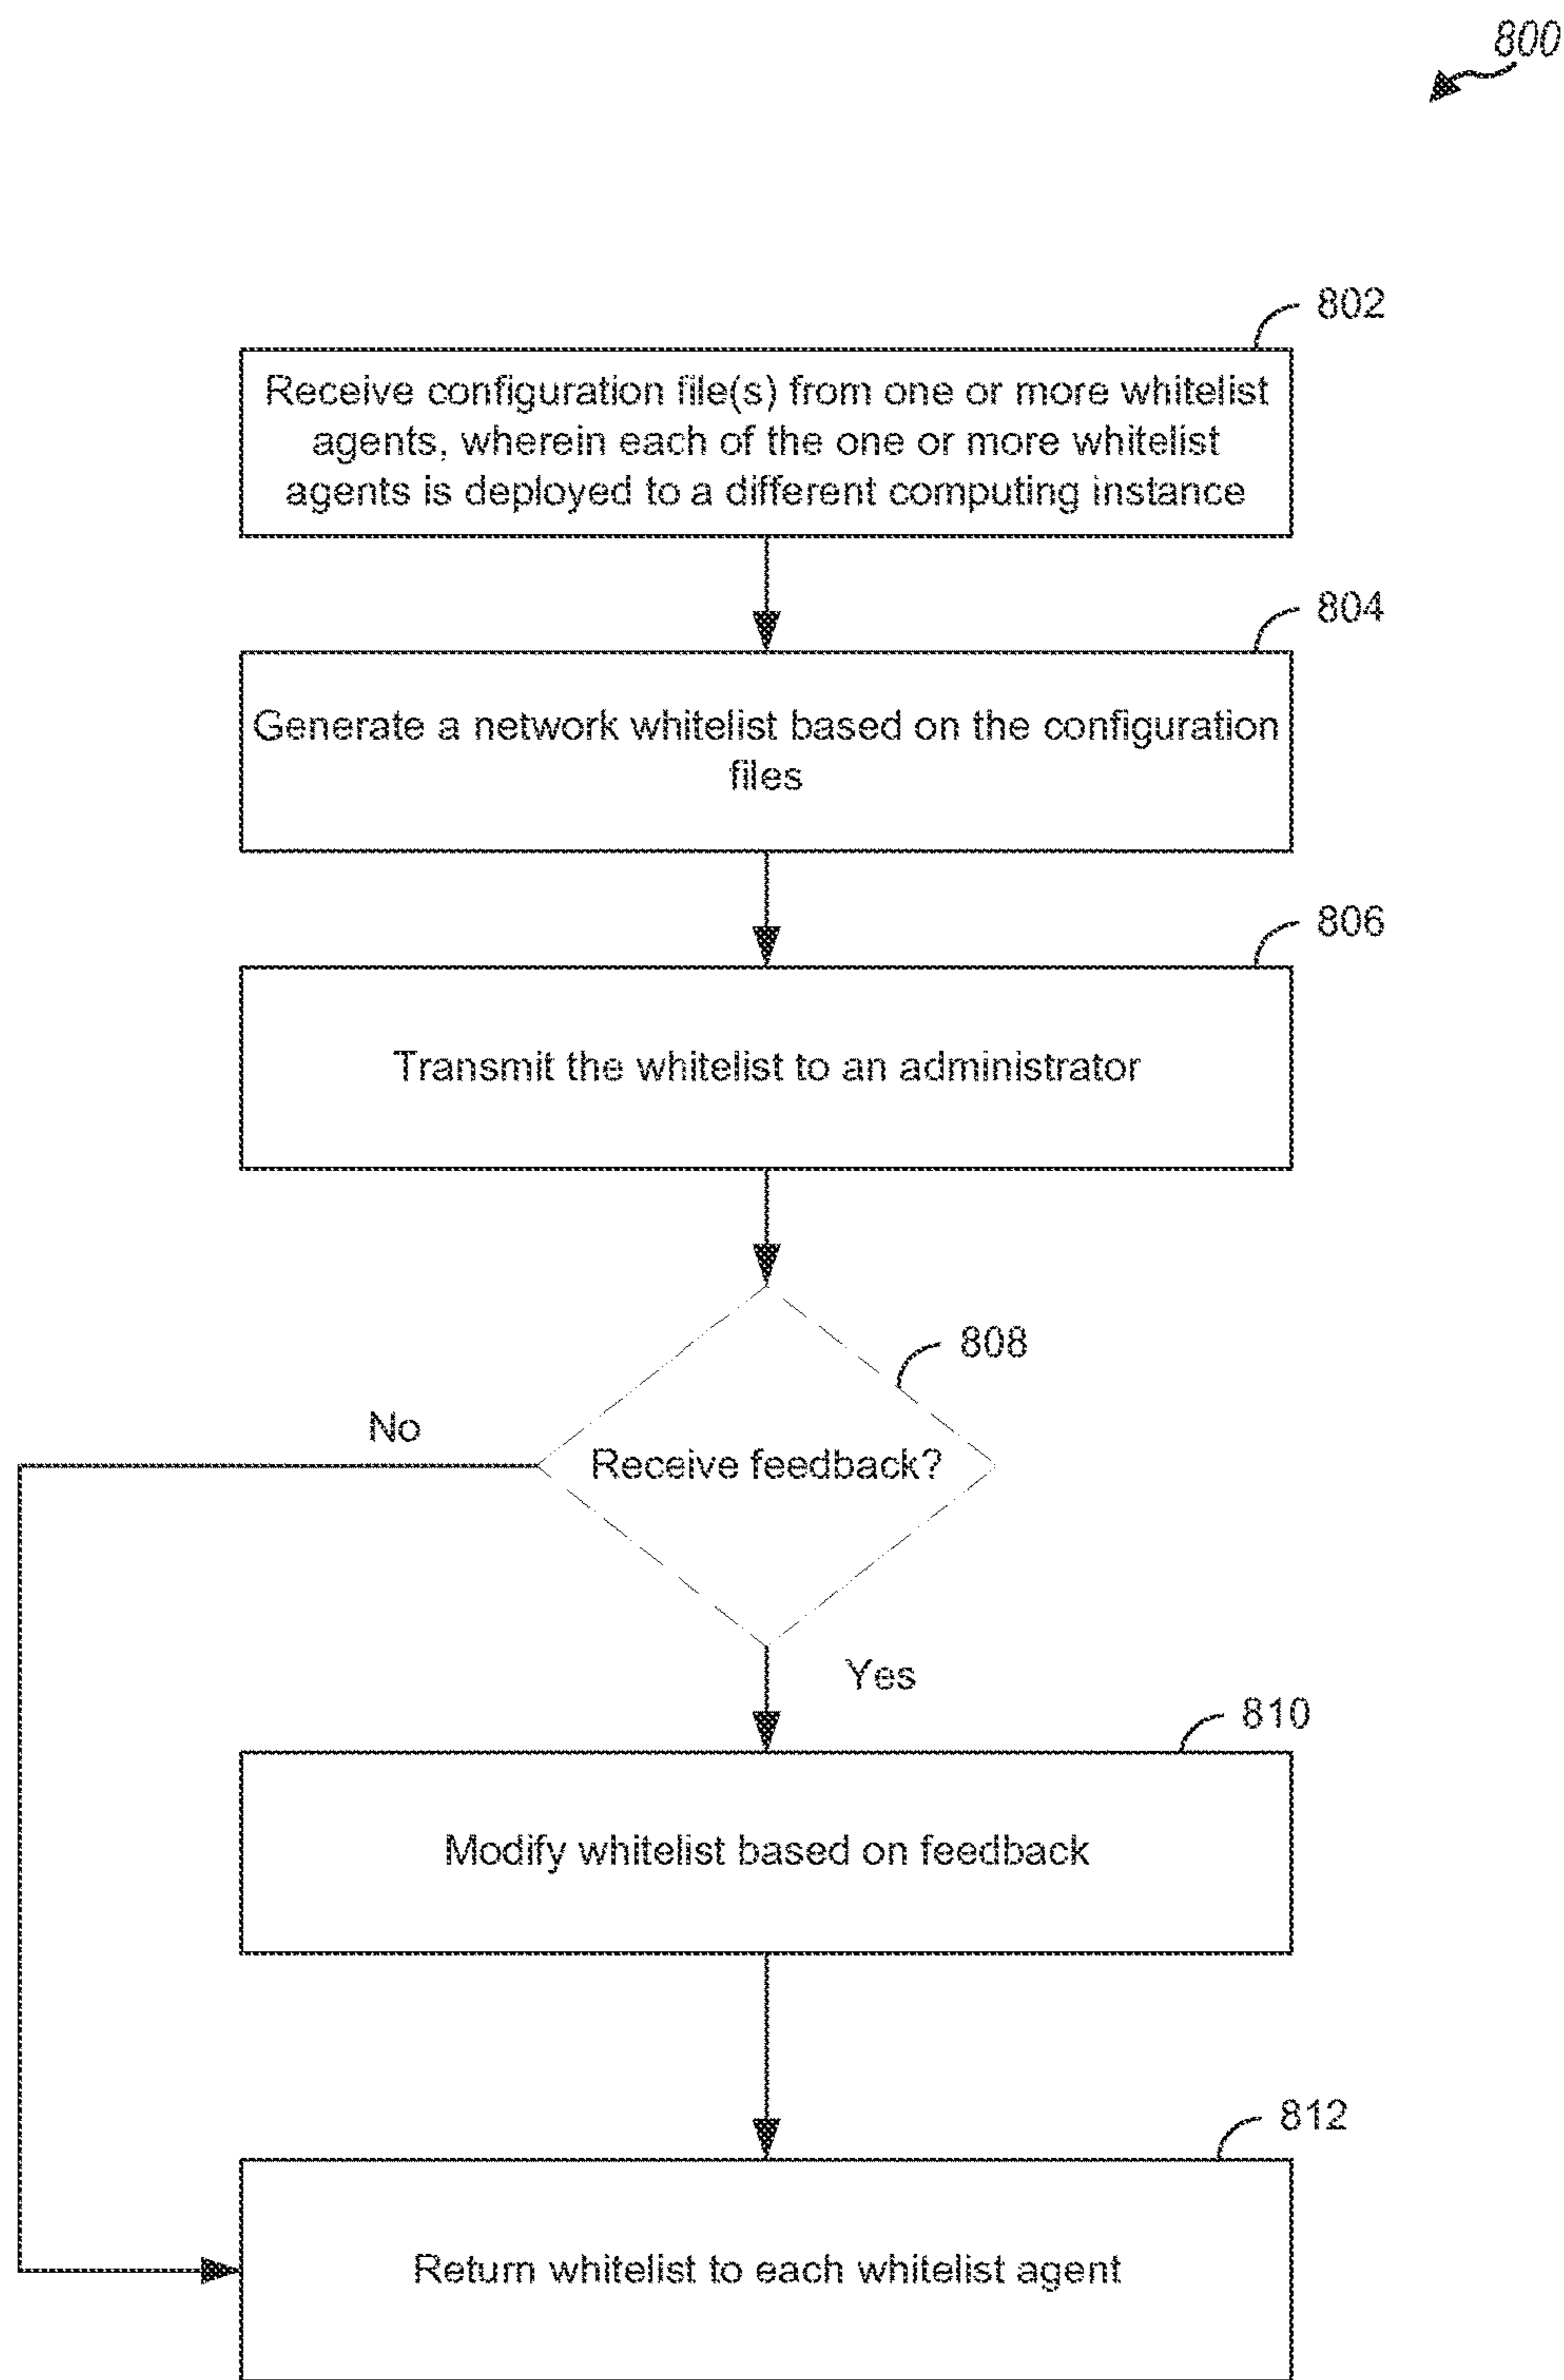 800
802
Receive configuration file(s) from one or more whitelist
agents, wherein each of the one or more whitelist
agents is deployed to a different computing instance
804
Generate a network whitelist based on the configuration
files
806
Transmit the whitelist to an administrator
808
No
Receive feedback?
Yes
810
Modify whitelist based on feedback
812
Return whitelist to each whitelist agent